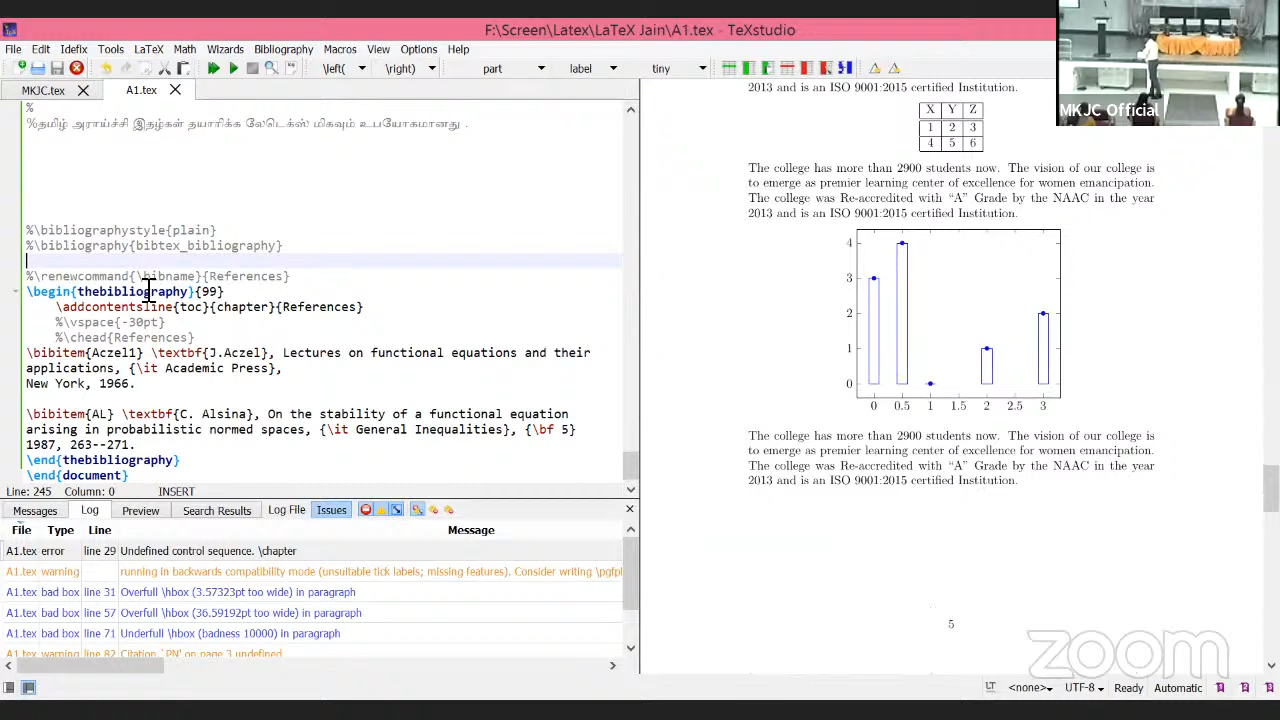 F:\Screen\Latex\LaTeX Jain\A1.tex - TeXstudio
File Edit Idefix Tools LaTeX Math Wizards Bibliography Macros View Options Help
\left( \right) part label tiny
MKJC.tex A1.tex
%
%தமிழ் அராய்ச்சி இதழ்கள் தயாரிக்க லேடெக்ஸ் மிகவும் உபயோகமானது .
%\bibliographystyle{plain}
%\bibliography{bibtex_bibliography}
%\renewcommand{\bibname}{References}
\begin{thebibliography}{99}
\addcontentsline{toc}{chapter}{References}
%\vspace{-30pt}
%\chead{References}
\bibitem{Aczel1} \textbf{J.Aczel}, Lectures on functional equations and their
applications, {\it Academic Press},
New York, 1966.
\bibitem{AL} \textbf{C. Alsina}, On the stability of a functional equation
arising in probabilistic normed spaces, {\it General Inequalities}, {\bf 5}
1987, 263--271.
\end{thebibliography}
\end{document}
Line: 245 Column: 0 INSERT
Messages Log Preview Search Results Log File Issues
File Type Line Message
A1.tex error line 29 Undefined control sequence. \chapter
A1.tex warning running in backwards compatibility mode (unsuitable tick labels; missing features). Consider writing \pgfpl
A1.tex bad box line 31 Overfull \hbox (3.57323pt too wide) in paragraph
A1.tex bad box line 57 Overfull \hbox (36.59192pt too wide) in paragraph
A1.tex bad box line 71 Underfull \hbox (badness 10000) in paragraph
A1.tex warning line 82 Citation `PN' on page 3 undefined
2013 and is an ISO 9001:2015 certified Institution.
X Y Z
1 2 3
4 5 6
The college has more than 2900 students now. The vision of our college is
to emerge as premier learning center of excellence for women emancipation.
The college was Re-accredited with “A” Grade by the NAAC in the year
2013 and is an ISO 9001:2015 certified Institution.
4
3
2
1
0
0 0.5 1 1.5 2 2.5 3
The college has more than 2900 students now. The vision of our college is
to emerge as premier learning center of excellence for women emancipation.
The college was Re-accredited with “A” Grade by the NAAC in the year
2013 and is an ISO 9001:2015 certified Institution.
5
MKJC Official
zoom
LT <none> UTF-8 Ready Automatic